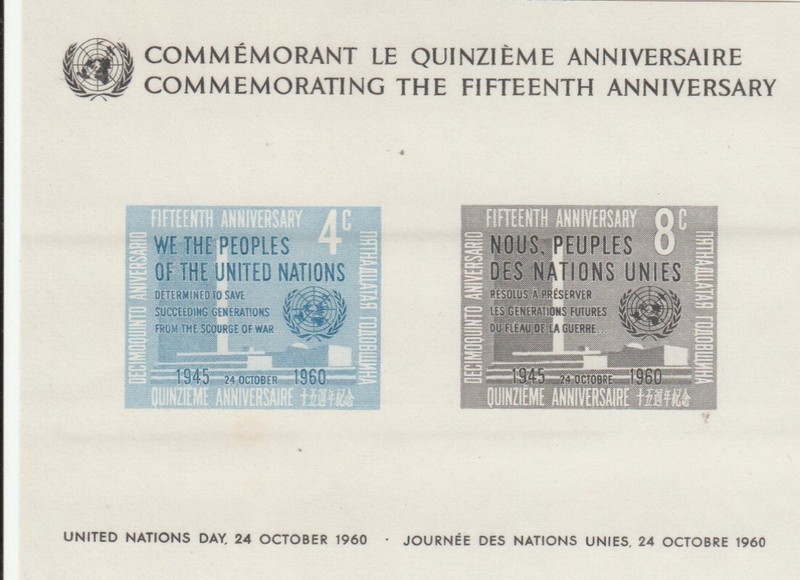 COMMÉMORANT LE QUINZIÈME ANNIVERSAIRE
COMMEMORATING THE FIFTEENTH ANNIVERSARY
FIFTEENTH ANNIVERSARY
4c
WE THE PEOPLES
OF THE UNITED NATIONS
DETERMINED TO SAVE
SUCCEEDING GENERATIONS
FROM THE SCOURGE OF WAR
1945 24 OCTOBER 1960
QUINZIÈME ANNIVERSAIRE 十五週年紀念
DECIMOQUINTO ANIVERSARIO
ПЯТНАДЦАТАЯ ГОДОВЩИНА
FIFTEENTH ANNIVERSARY
8c
NOUS, PEUPLES
DES NATIONS UNIES
RÉSOLUS À PRÉSERVER
LES GÉNÉRATIONS FUTURES
DU FLÉAU DE LA GUERRE...
1945 24 OCTOBRE 1960
QUINZIÈME ANNIVERSAIRE 十五週年紀念
DECIMOQUINTO ANIVERSARIO
ПЯТНАДЦАТАЯ ГОДОВЩИНА
UNITED NATIONS DAY, 24 OCTOBER 1960 · JOURNÉE DES NATIONS UNIES, 24 OCTOBRE 1960